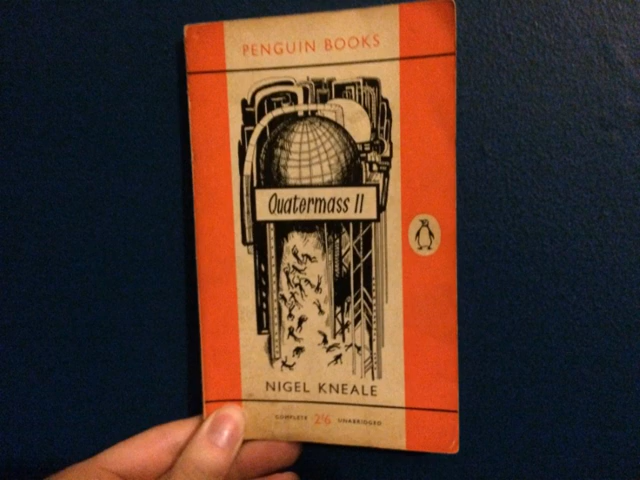 PENGUIN BOOKS
Quatermass II
NIGEL KNEALE
COMPLETE 2/6 UNABRIDGED